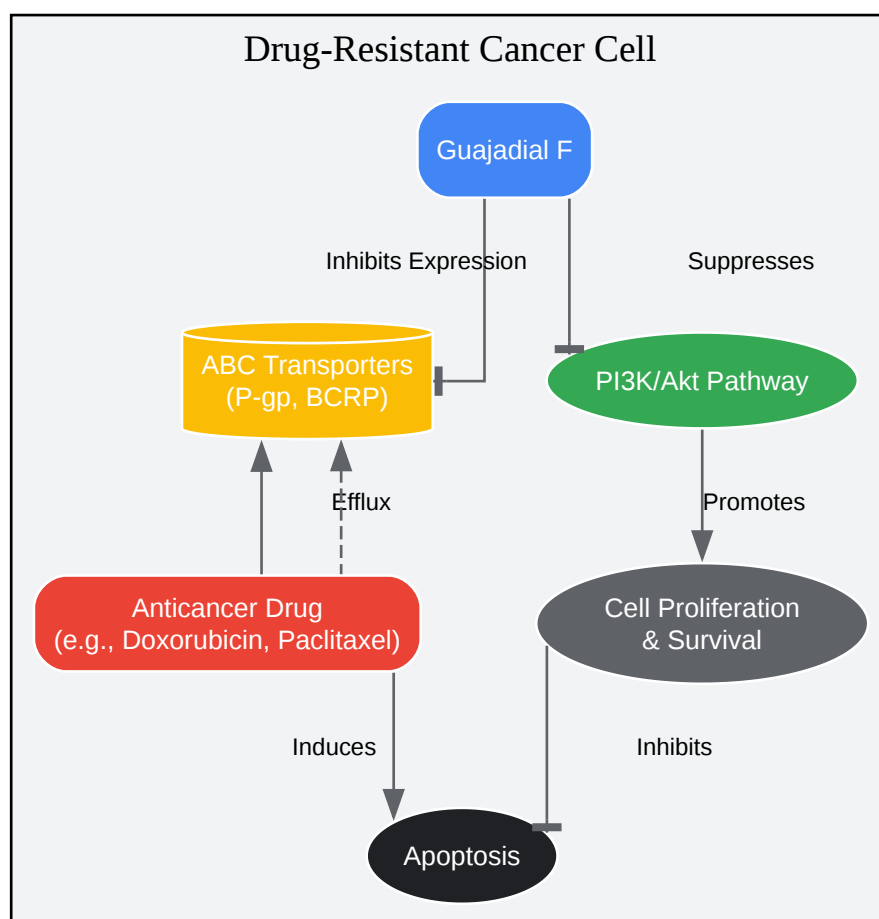 Drug-Resistant Cancer Cell
Guajadial F
Inhibits Expression
Suppresses
ABC Transporters
(P-gp, BCRP)
PI3K/Akt Pathway
Efflux
Promotes
Anticancer Drug
(e.g., Doxorubicin, Paclitaxel)
Cell Proliferation
& Survival
Induces
Inhibits
Apoptosis